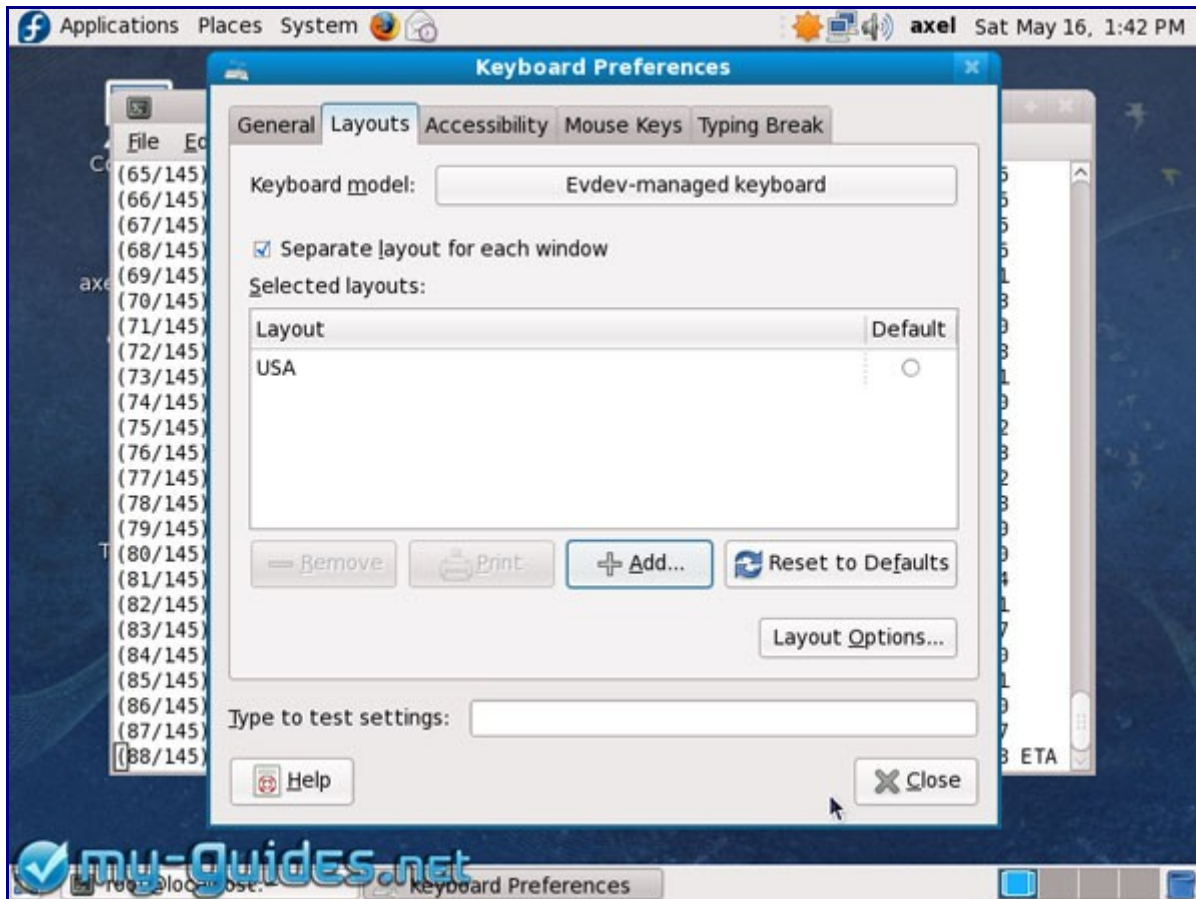 Applications Places System
axel Sat May 16, 1:42 PM
Keyboard Preferences
General Layouts Accessibility Mouse Keys Typing Break
File
Keyboard model: Evdev-managed keyboard
Separate layout for each window
Selected layouts:
Layout Default
USA
Remove Print Add... Reset to Defaults
Layout Options...
Type to test settings:
Help Close
(65/145)
(66/145)
(67/145)
(68/145)
(69/145)
(70/145)
(71/145)
(72/145)
(73/145)
(74/145)
(75/145)
(76/145)
(77/145)
(78/145)
(79/145)
(80/145)
(81/145)
(82/145)
(83/145)
(84/145)
(85/145)
(86/145)
(87/145)
(88/145)
ETA
my-guides.net
Keyboard Preferences